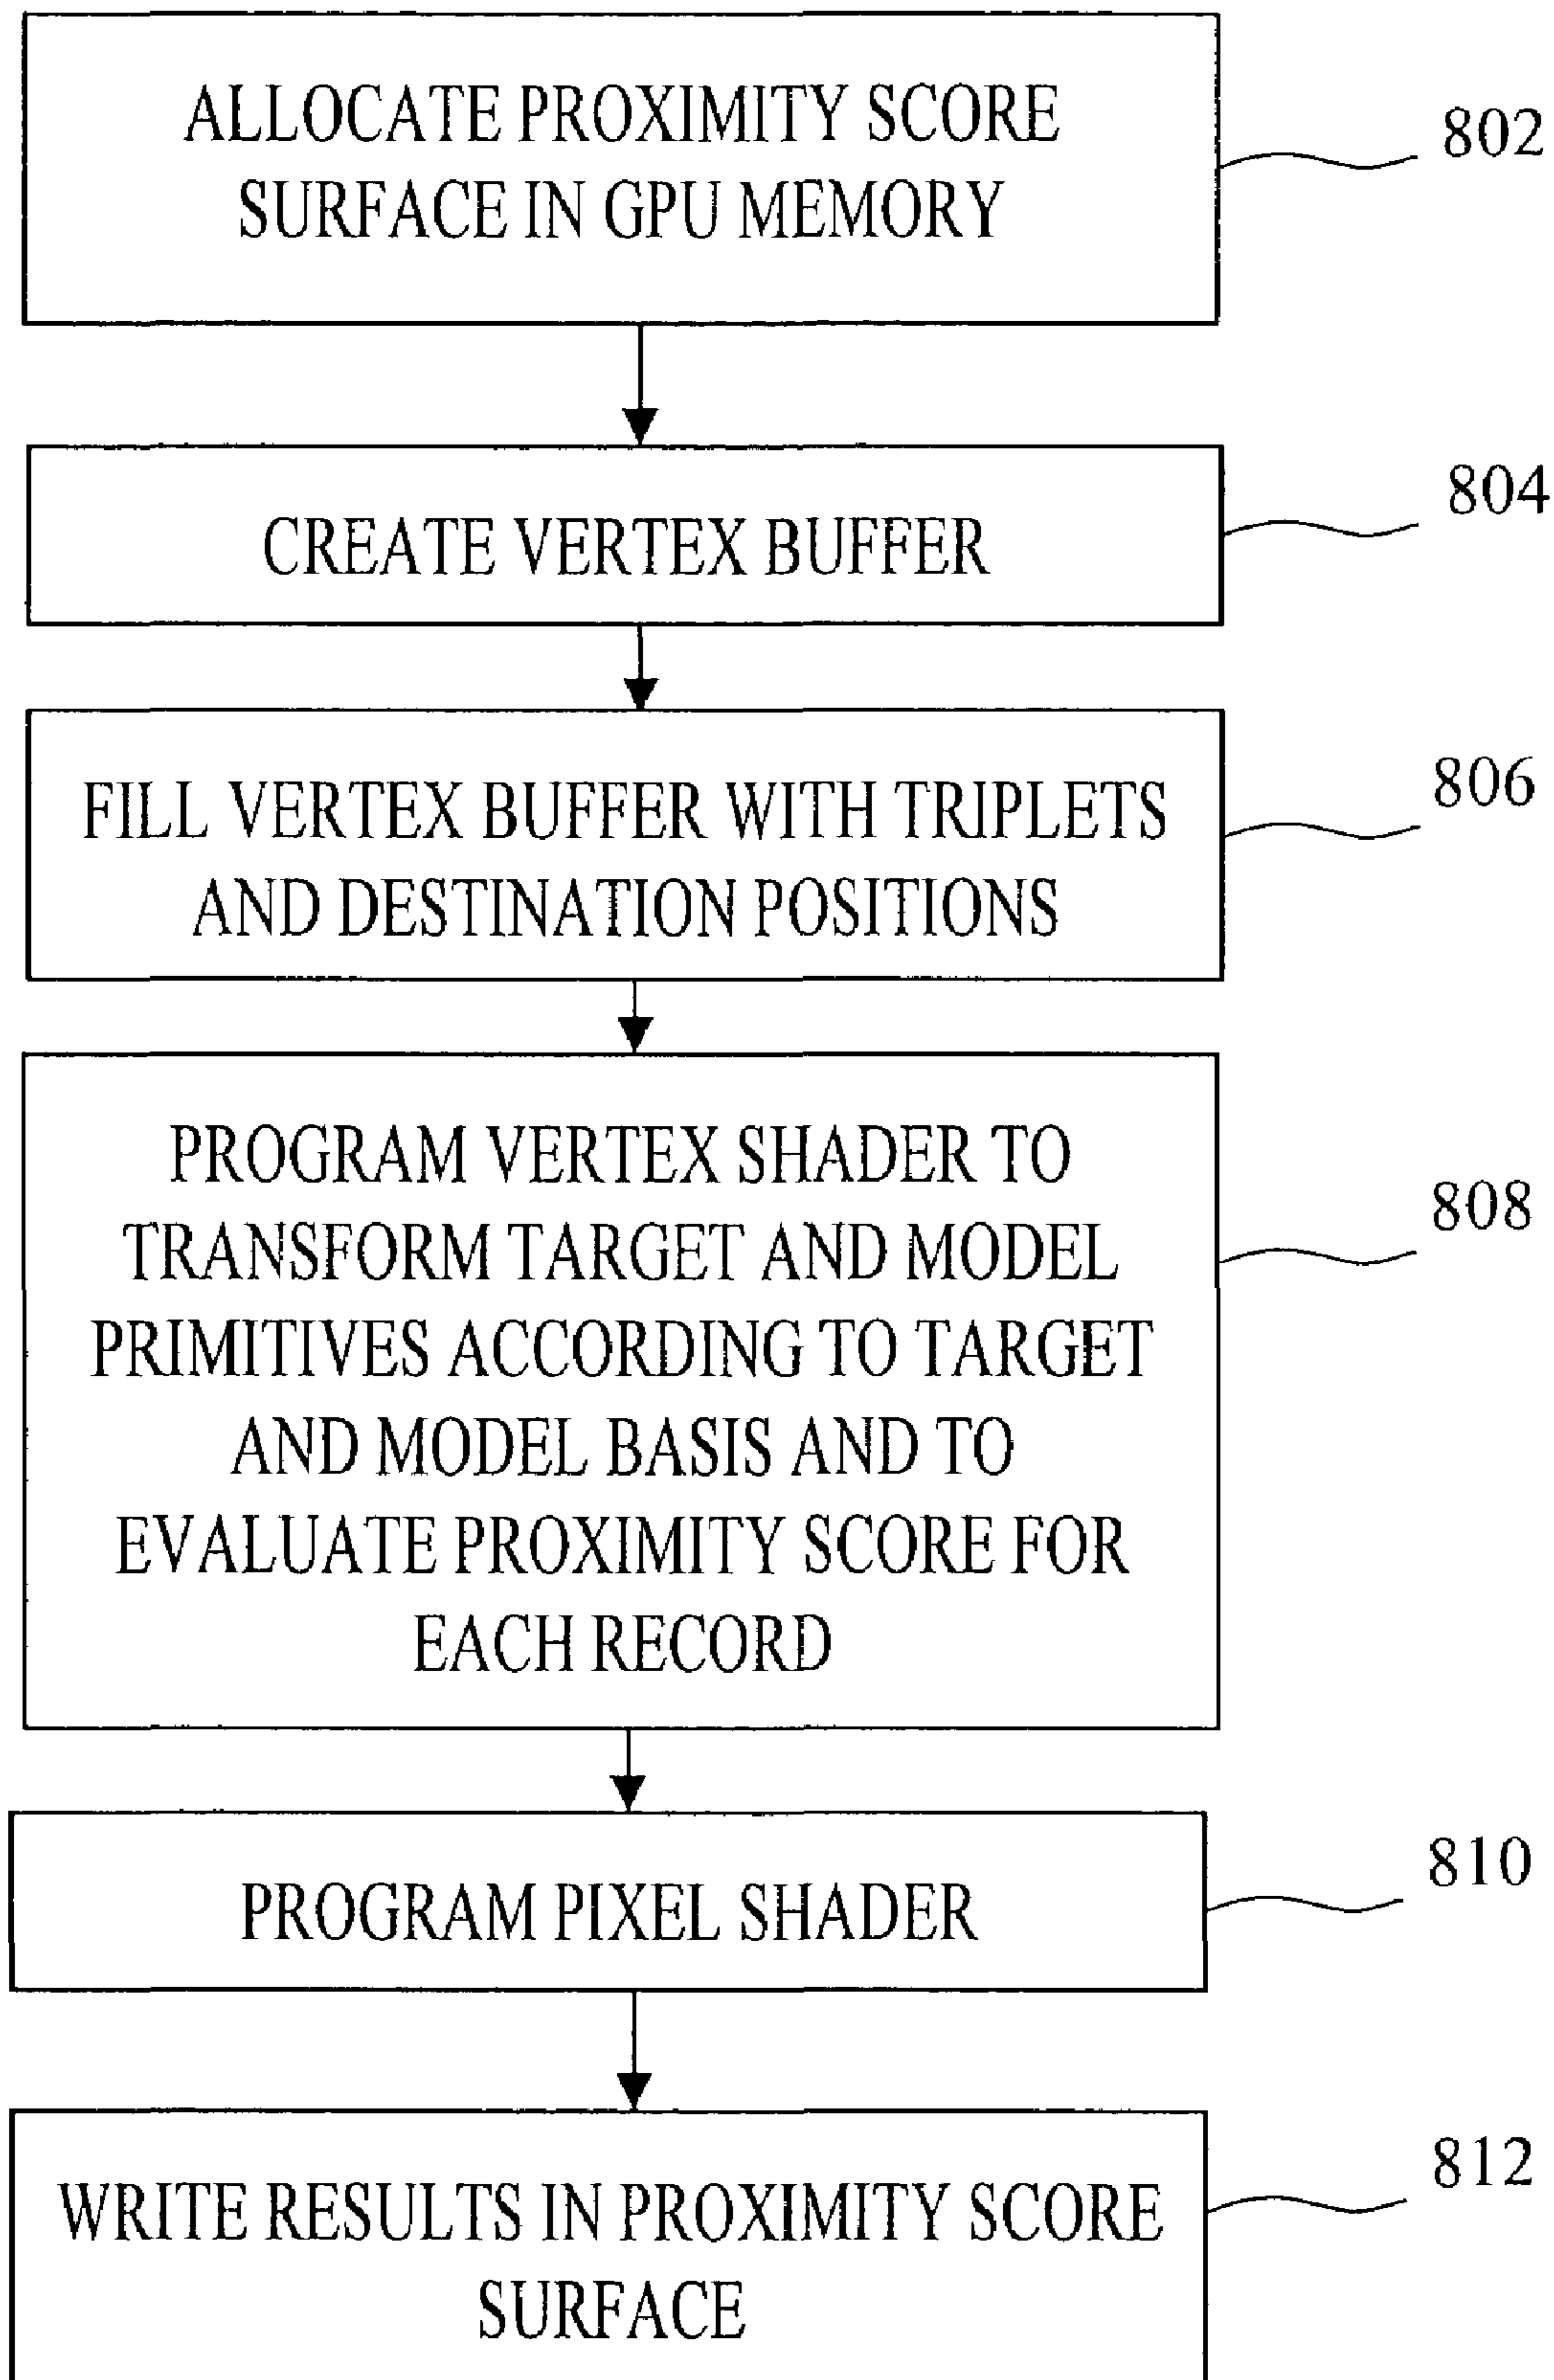 ALLOCATE PROXIMITY SCORE
SURFACE IN GPU MEMORY
802
CREATE VERTEX BUFFER
804
FILL VERTEX BUFFER WITH TRIPLETS
AND DESTINATION POSITIONS
806
PROGRAM VERTEX SHADER TO
TRANSFORM TARGET AND MODEL
PRIMITIVES ACCORDING TO TARGET
AND MODEL BASIS AND TO
EVALUATE PROXIMITY SCORE FOR
EACH RECORD
808
PROGRAM PIXEL SHADER
810
WRITE RESULTS IN PROXIMITY SCORE
SURFACE
812